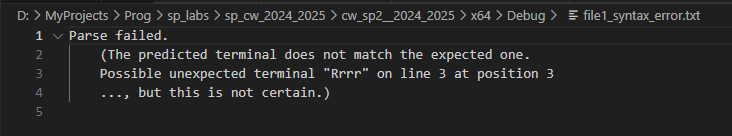 D: > MyProjects > Prog > sp_labs > sp_cw_2024_2025 > cw_sp2__2024_2025 > x64 > Debug > file1_syntax_error.txt
1 Parse failed.
2 (The predicted terminal does not match the expected one.
3 Possible unexpected terminal "Rrrr" on line 3 at position 3
4 ..., but this is not certain.)
5